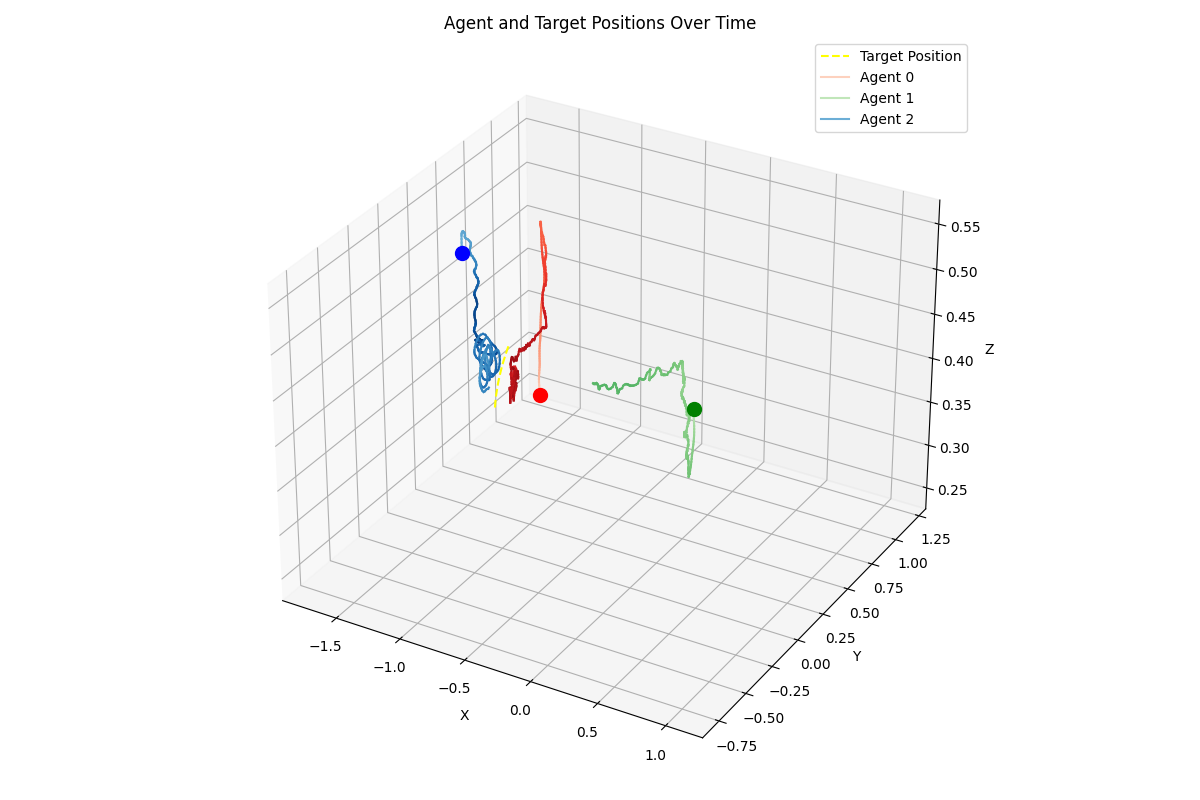 Agent and Target Positions Over Time
Target Position
Agent 0
Agent 1
Agent 2
0.55
0.50
0.45
0.40
0.35
0.30
0.25
Z
1.25
1.00
0.75
0.50
0.25
0.00
−0.25
−0.50
−0.75
Y
−1.5
−1.0
−0.5
0.0
0.5
1.0
X